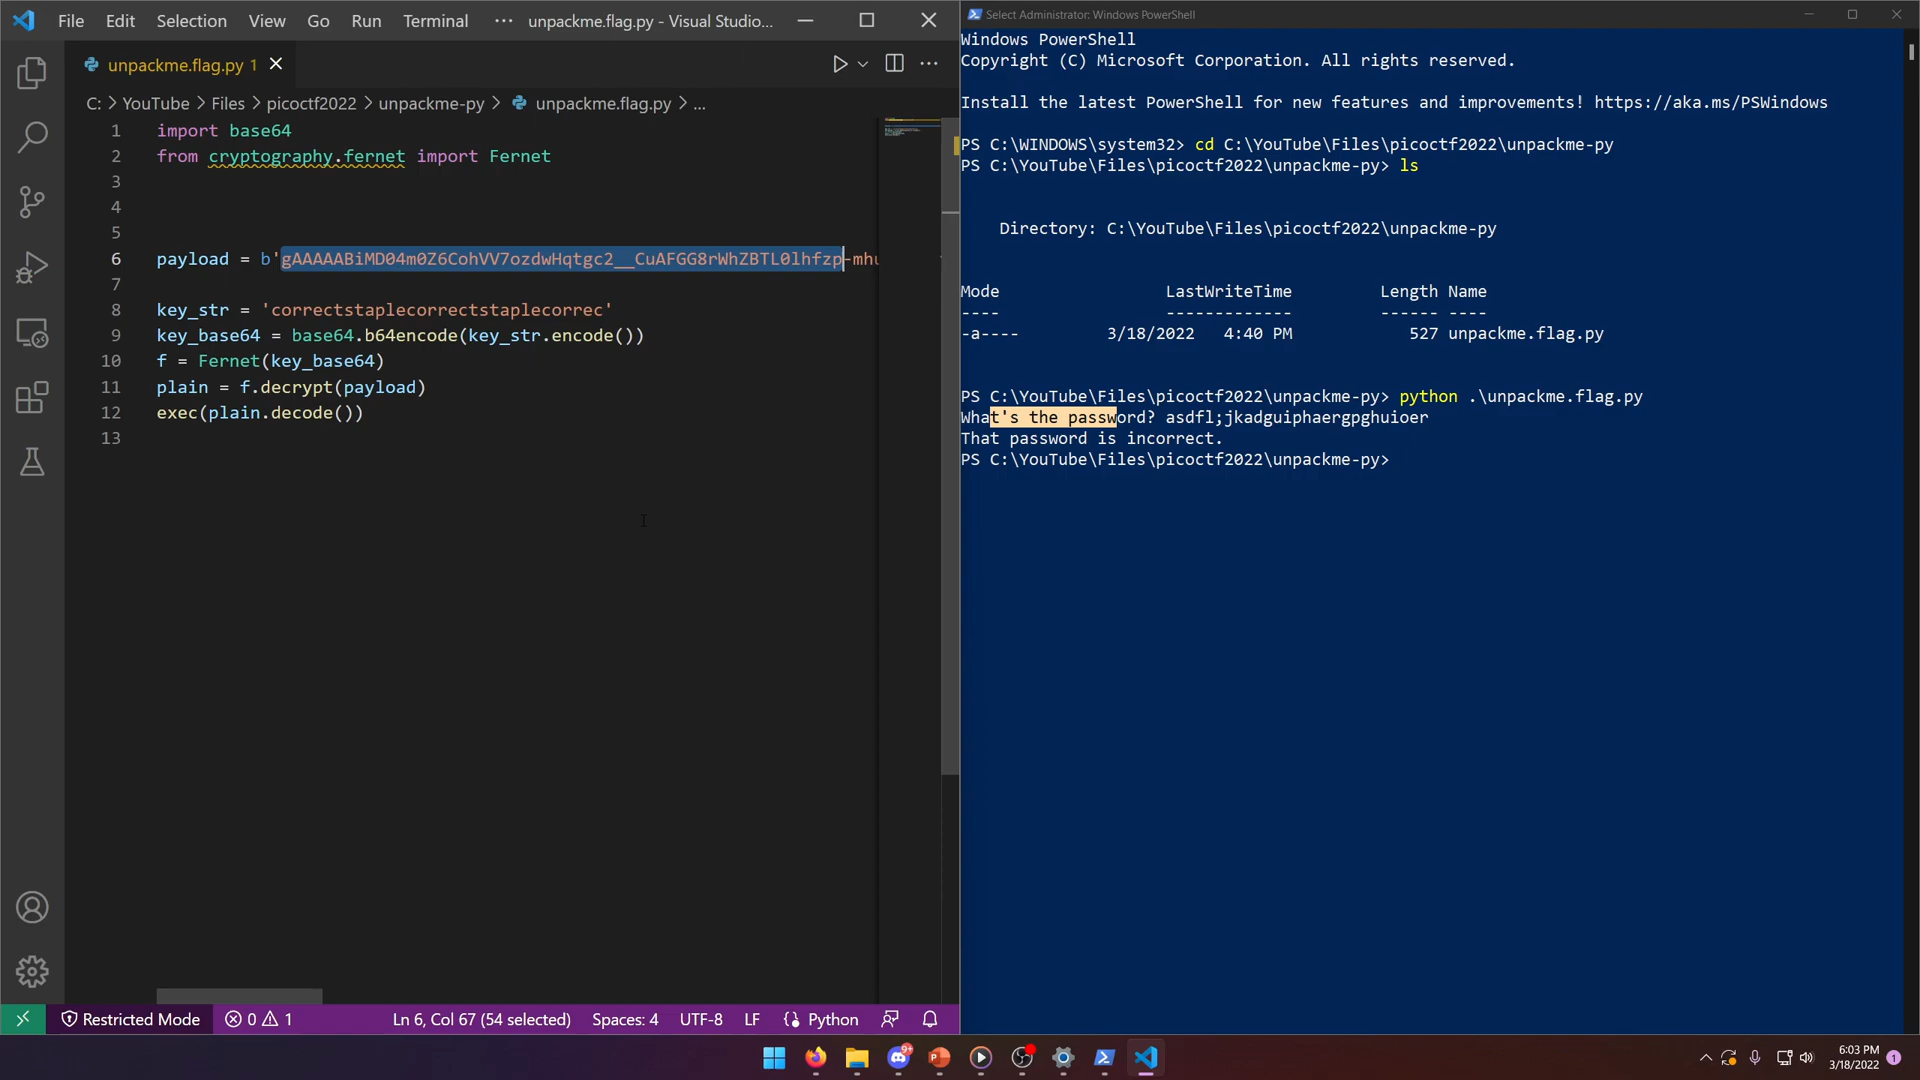 File Edit Selection View Go Run Terminal ··· unpackme.flag.py - Visual Studio...
unpackme.flag.py 1
C: > YouTube > Files > picoctf2022 > unpackme-py > unpackme.flag.py > ...
1 import base64
2 from cryptography.fernet import Fernet
3
4
5
6 payload = b'gAAAAABiMD04m0Z6CohVV7ozdwHqtgc2__CuAFGG8rWhZBTL0lhfzp-mhu
7
8 key_str = 'correctstaplecorrectstaplecorrec'
9 key_base64 = base64.b64encode(key_str.encode())
10 f = Fernet(key_base64)
11 plain = f.decrypt(payload)
12 exec(plain.decode())
13
Restricted Mode 0 1 Ln 6, Col 67 (54 selected) Spaces: 4 UTF-8 LF Python
Select Administrator: Windows PowerShell
Windows PowerShell
Copyright (C) Microsoft Corporation. All rights reserved.
Install the latest PowerShell for new features and improvements! https://aka.ms/PSWindows
PS C:\WINDOWS\system32> cd C:\YouTube\Files\picoctf2022\unpackme-py
PS C:\YouTube\Files\picoctf2022\unpackme-py> ls
Directory: C:\YouTube\Files\picoctf2022\unpackme-py
Mode LastWriteTime Length Name
---- ------------- ------ ----
-a---- 3/18/2022 4:40 PM 527 unpackme.flag.py
PS C:\YouTube\Files\picoctf2022\unpackme-py> python .\unpackme.flag.py
What's the password? asdfl;jkadguiphaergpghuioer
That password is incorrect.
PS C:\YouTube\Files\picoctf2022\unpackme-py>
9+
6:03 PM
3/18/2022
1